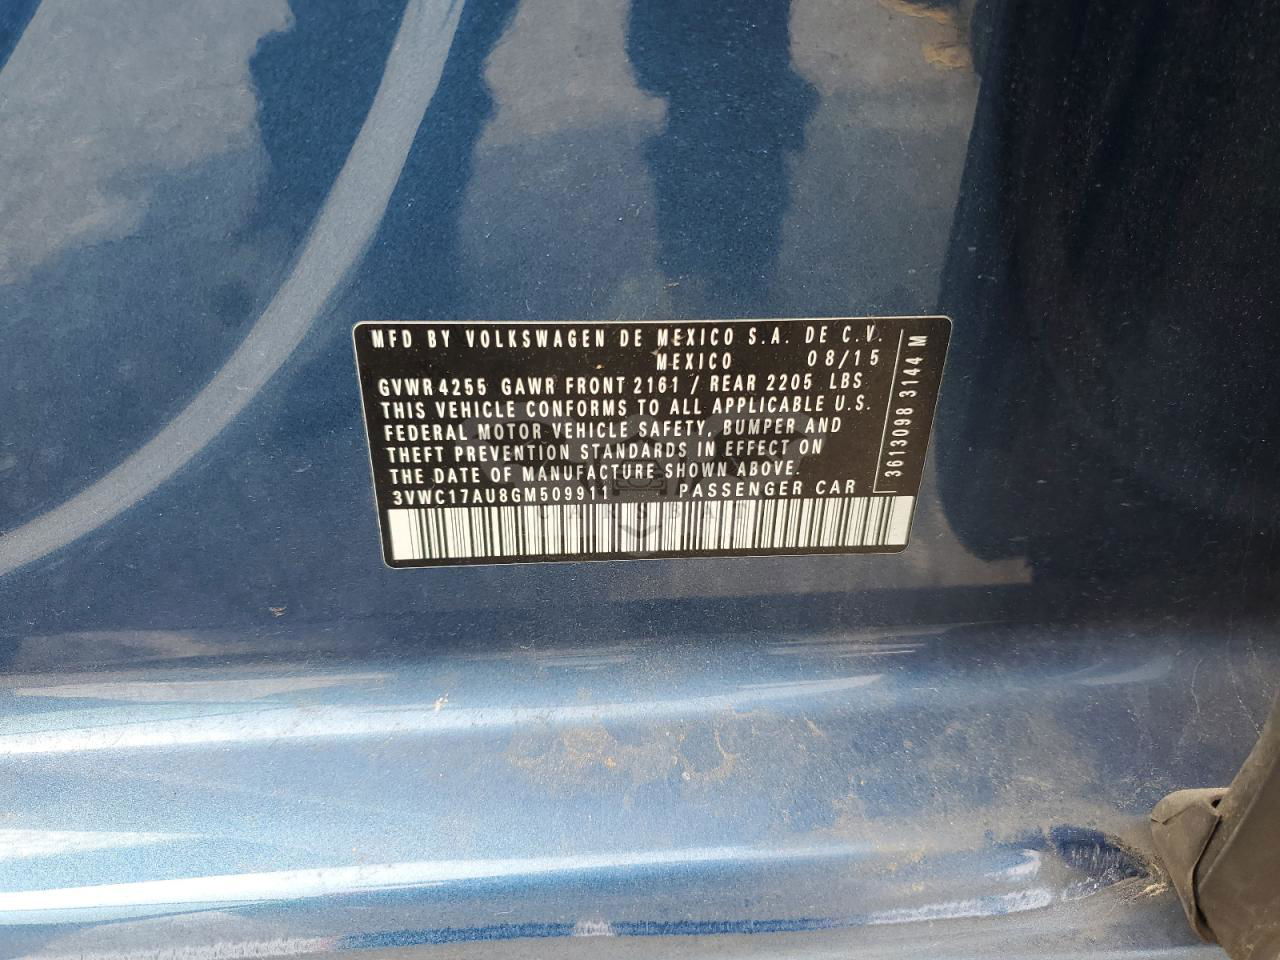 MFD BY VOLKSWAGEN DE MEXICO S.A. DE C.V.
MEXICO 08/15
GVWR 4255 GAWR FRONT 2161 / REAR 2205 LBS
THIS VEHICLE CONFORMS TO ALL APPLICABLE U.S.
FEDERAL MOTOR VEHICLE SAFETY, BUMPER AND
THEFT PREVENTION STANDARDS IN EFFECT ON
THE DATE OF MANUFACTURE SHOWN ABOVE.
3VWC17AU8GM509911 PASSENGER CAR
3613098 3144 M